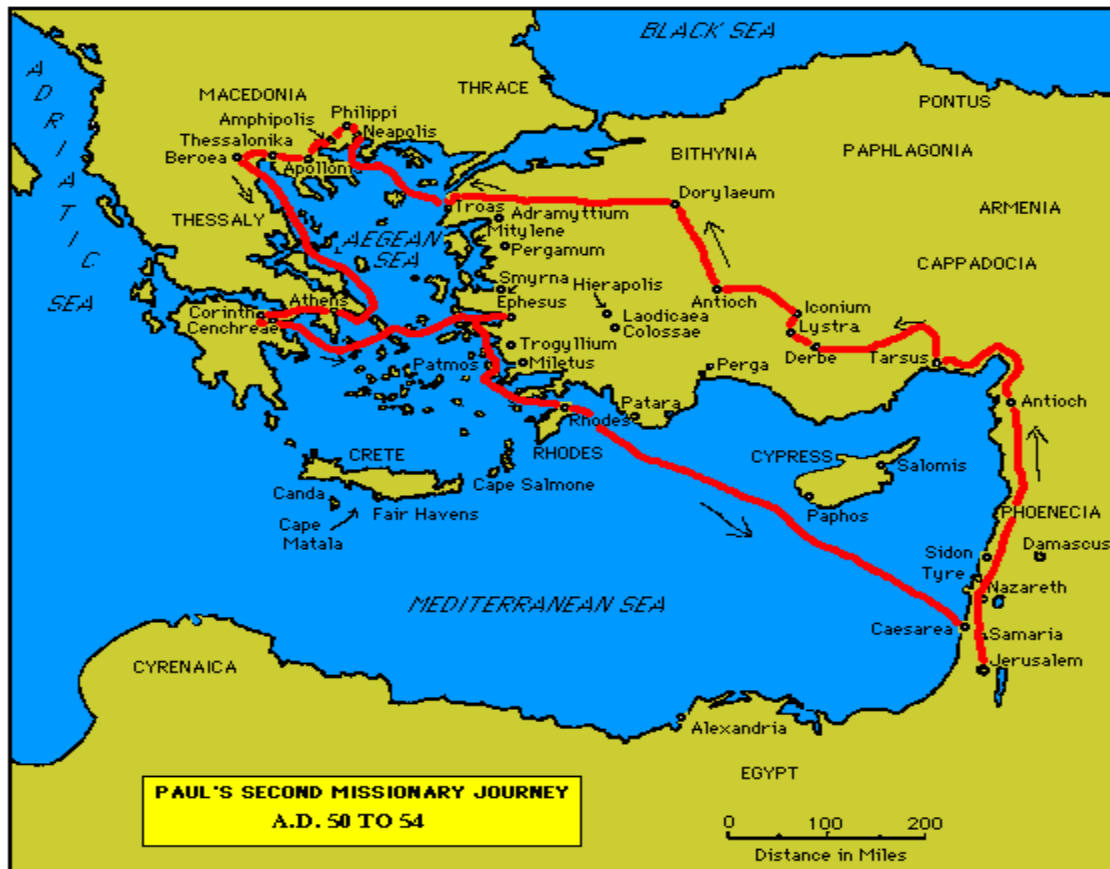 BLACK SEA
ADRIATIC SEA
MACEDONIA
THRACE
PONTUS
Philippi
Amphipolis
Neapolis
Thessalonika
Beroea
Apollonia
BITHYNIA
PAPHLAGONIA
Dorylaeum
ARMENIA
THESSALY
Troas
Adramyttium
Mitylene
AEGEAN
SEA
Pergamum
CAPPADOCIA
Smyrna
Hierapolis
Antioch
Iconium
Corinth
Athens
Ephesus
Laodicaea
Lystra
Cenchreae
Colossae
Trogyllium
Derbe
Tarsus
Patmos
Miletus
Perga
Patara
Antioch
Rhodes
CRETE
RHODES
CYPRESS
Salomis
Cape Salmone
Canda
Fair Havens
Paphos
PHOENECIA
Cape
Matala
Sidon
Damascus
Tyre
Nazareth
MEDITERRANEAN SEA
Caesarea
Samaria
CYRENAICA
Jerusalem
Alexandria
EGYPT
PAUL'S SECOND MISSIONARY JOURNEY
A.D. 50 TO 54
0 100 200
Distance in Miles